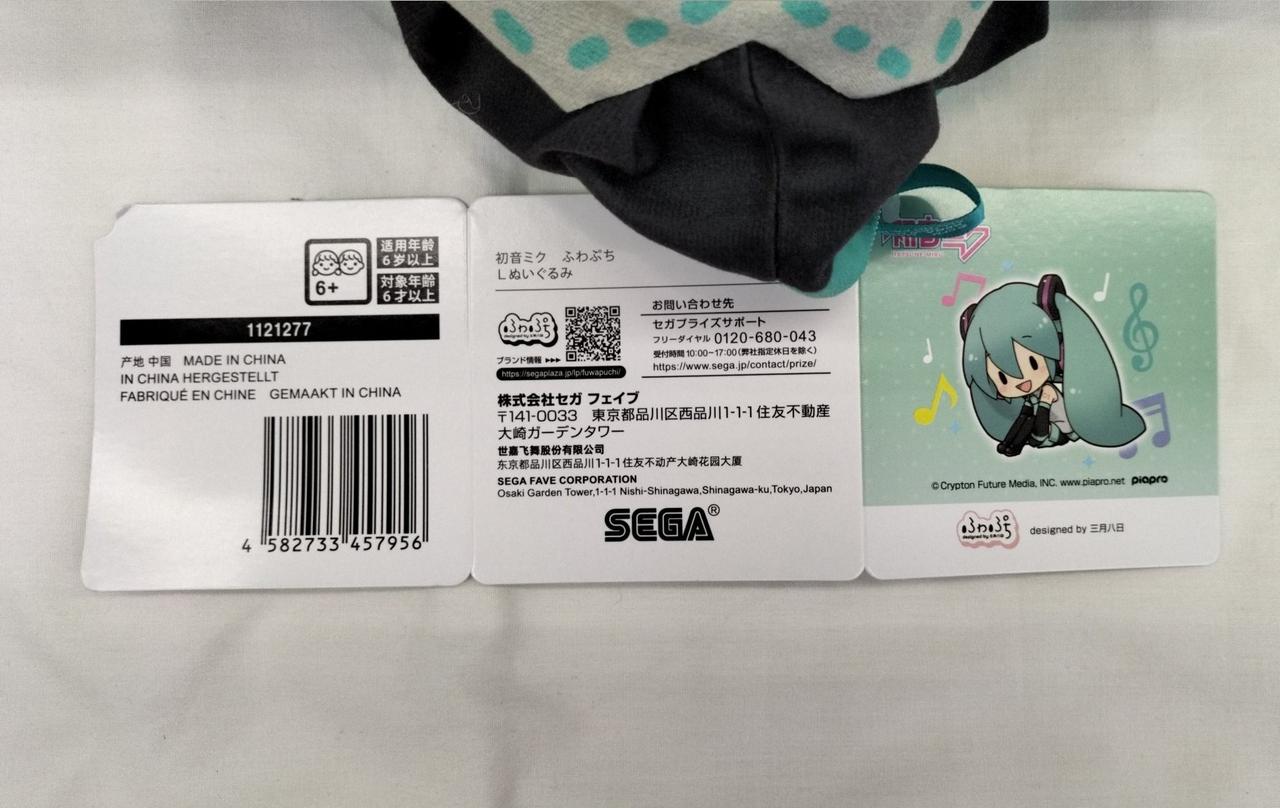 适用年龄
6岁以上
6+
对象年龄
6才以上
1121277
产地 中国 MADE IN CHINA
IN CHINA HERGESTELLT
FABRIQUÉ EN CHINE GEMAAKT IN CHINA
4 582733 457956
初音ミク ふわぷち
Lぬいぐるみ
ふわぷち
ブランド情報 ▸▸▸
https://segaplaza.jp/lp/fuwapuchi/
お問い合わせ先
セガプライズサポート
フリーダイヤル 0120-680-043
受付時間 10:00~17:00(弊社指定休日を除く)
https://www.sega.jp/contact/prize/
株式会社セガ フェイブ
〒141-0033 東京都品川区西品川1-1-1 住友不動産
大崎ガーデンタワー
世嘉飞舞股份有限公司
东京都品川区西品川1-1-1 住友不动产大崎花园大厦
SEGA FAVE CORPORATION
Osaki Garden Tower,1-1-1 Nishi-Shinagawa,Shinagawa-ku,Tokyo,Japan
SEGA®
© Crypton Future Media, INC. www.piapro.net piapro
ふわぷち
designed by 三月八日